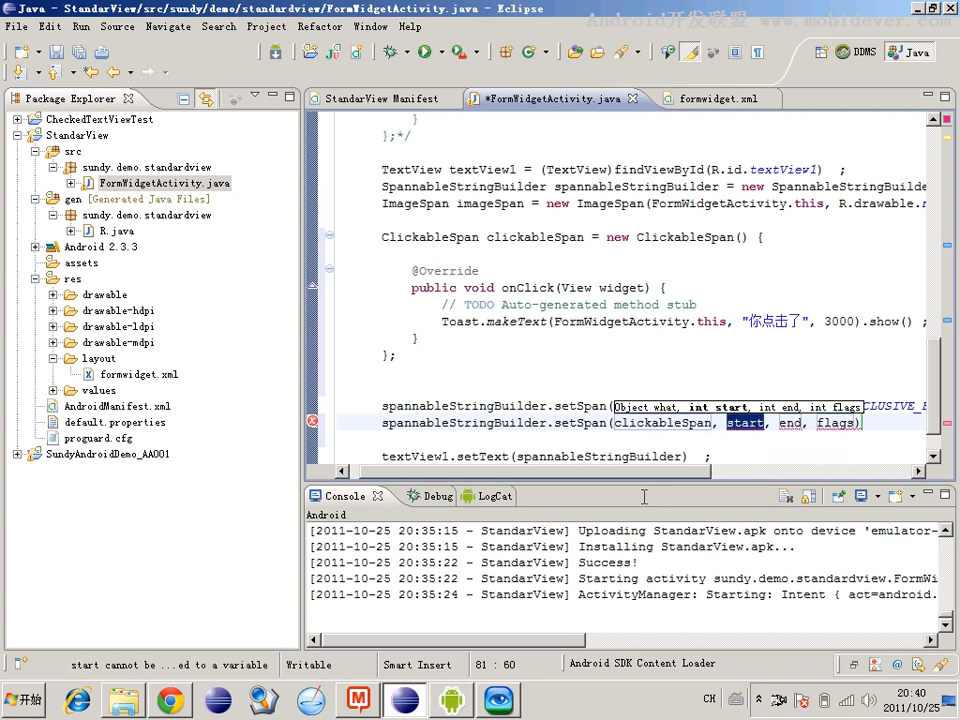 Java - StandarView/src/sundy/demo/standardview/FormWidgetActivity.java - Eclipse
Android开发联盟 www.mobidever.com
File Edit Run Source Navigate Search Project Refactor Window Help
DDMS Java
Package Explorer
StandarView Manifest *FormWidgetActivity.java formwidget.xml
CheckedTextViewTest
StandarView
src
sundy.demo.standardview
FormWidgetActivity.java
gen [Generated Java Files]
sundy.demo.standardview
R.java
Android 2.3.3
assets
res
drawable
drawable-hdpi
drawable-ldpi
drawable-mdpi
layout
formwidget.xml
values
AndroidManifest.xml
default.properties
proguard.cfg
SundyAndroidDemo_AA001
}
};*/
TextView textView1 = (TextView)findViewById(R.id.textView1) ;
SpannableStringBuilder spannableStringBuilder = new SpannableStringBuilde
ImageSpan imageSpan = new ImageSpan(FormWidgetActivity.this, R.drawable.
ClickableSpan clickableSpan = new ClickableSpan() {
@Override
public void onClick(View widget) {
// TODO Auto-generated method stub
Toast.makeText(FormWidgetActivity.this, "你点击了", 3000).show() ;
}
};
spannableStringBuilder.setSpan( Object what, int start, int end, int flags CLUSIVE_E
spannableStringBuilder.setSpan(clickableSpan, start, end, flags)
textView1.setText(spannableStringBuilder) ;
Console Debug LogCat
Android
[2011-10-25 20:35:15 - StandarView] Uploading StandarView.apk onto device 'emulator-
[2011-10-25 20:35:15 - StandarView] Installing StandarView.apk...
[2011-10-25 20:35:22 - StandarView] Success!
[2011-10-25 20:35:22 - StandarView] Starting activity sundy.demo.standardview.FormWi
[2011-10-25 20:35:24 - StandarView] ActivityManager: Starting: Intent { act=android.
start cannot be ...ed to a variable Writable Smart Insert 81 : 60 Android SDK Content Loader
开始 CH 20:40
2011/10/25